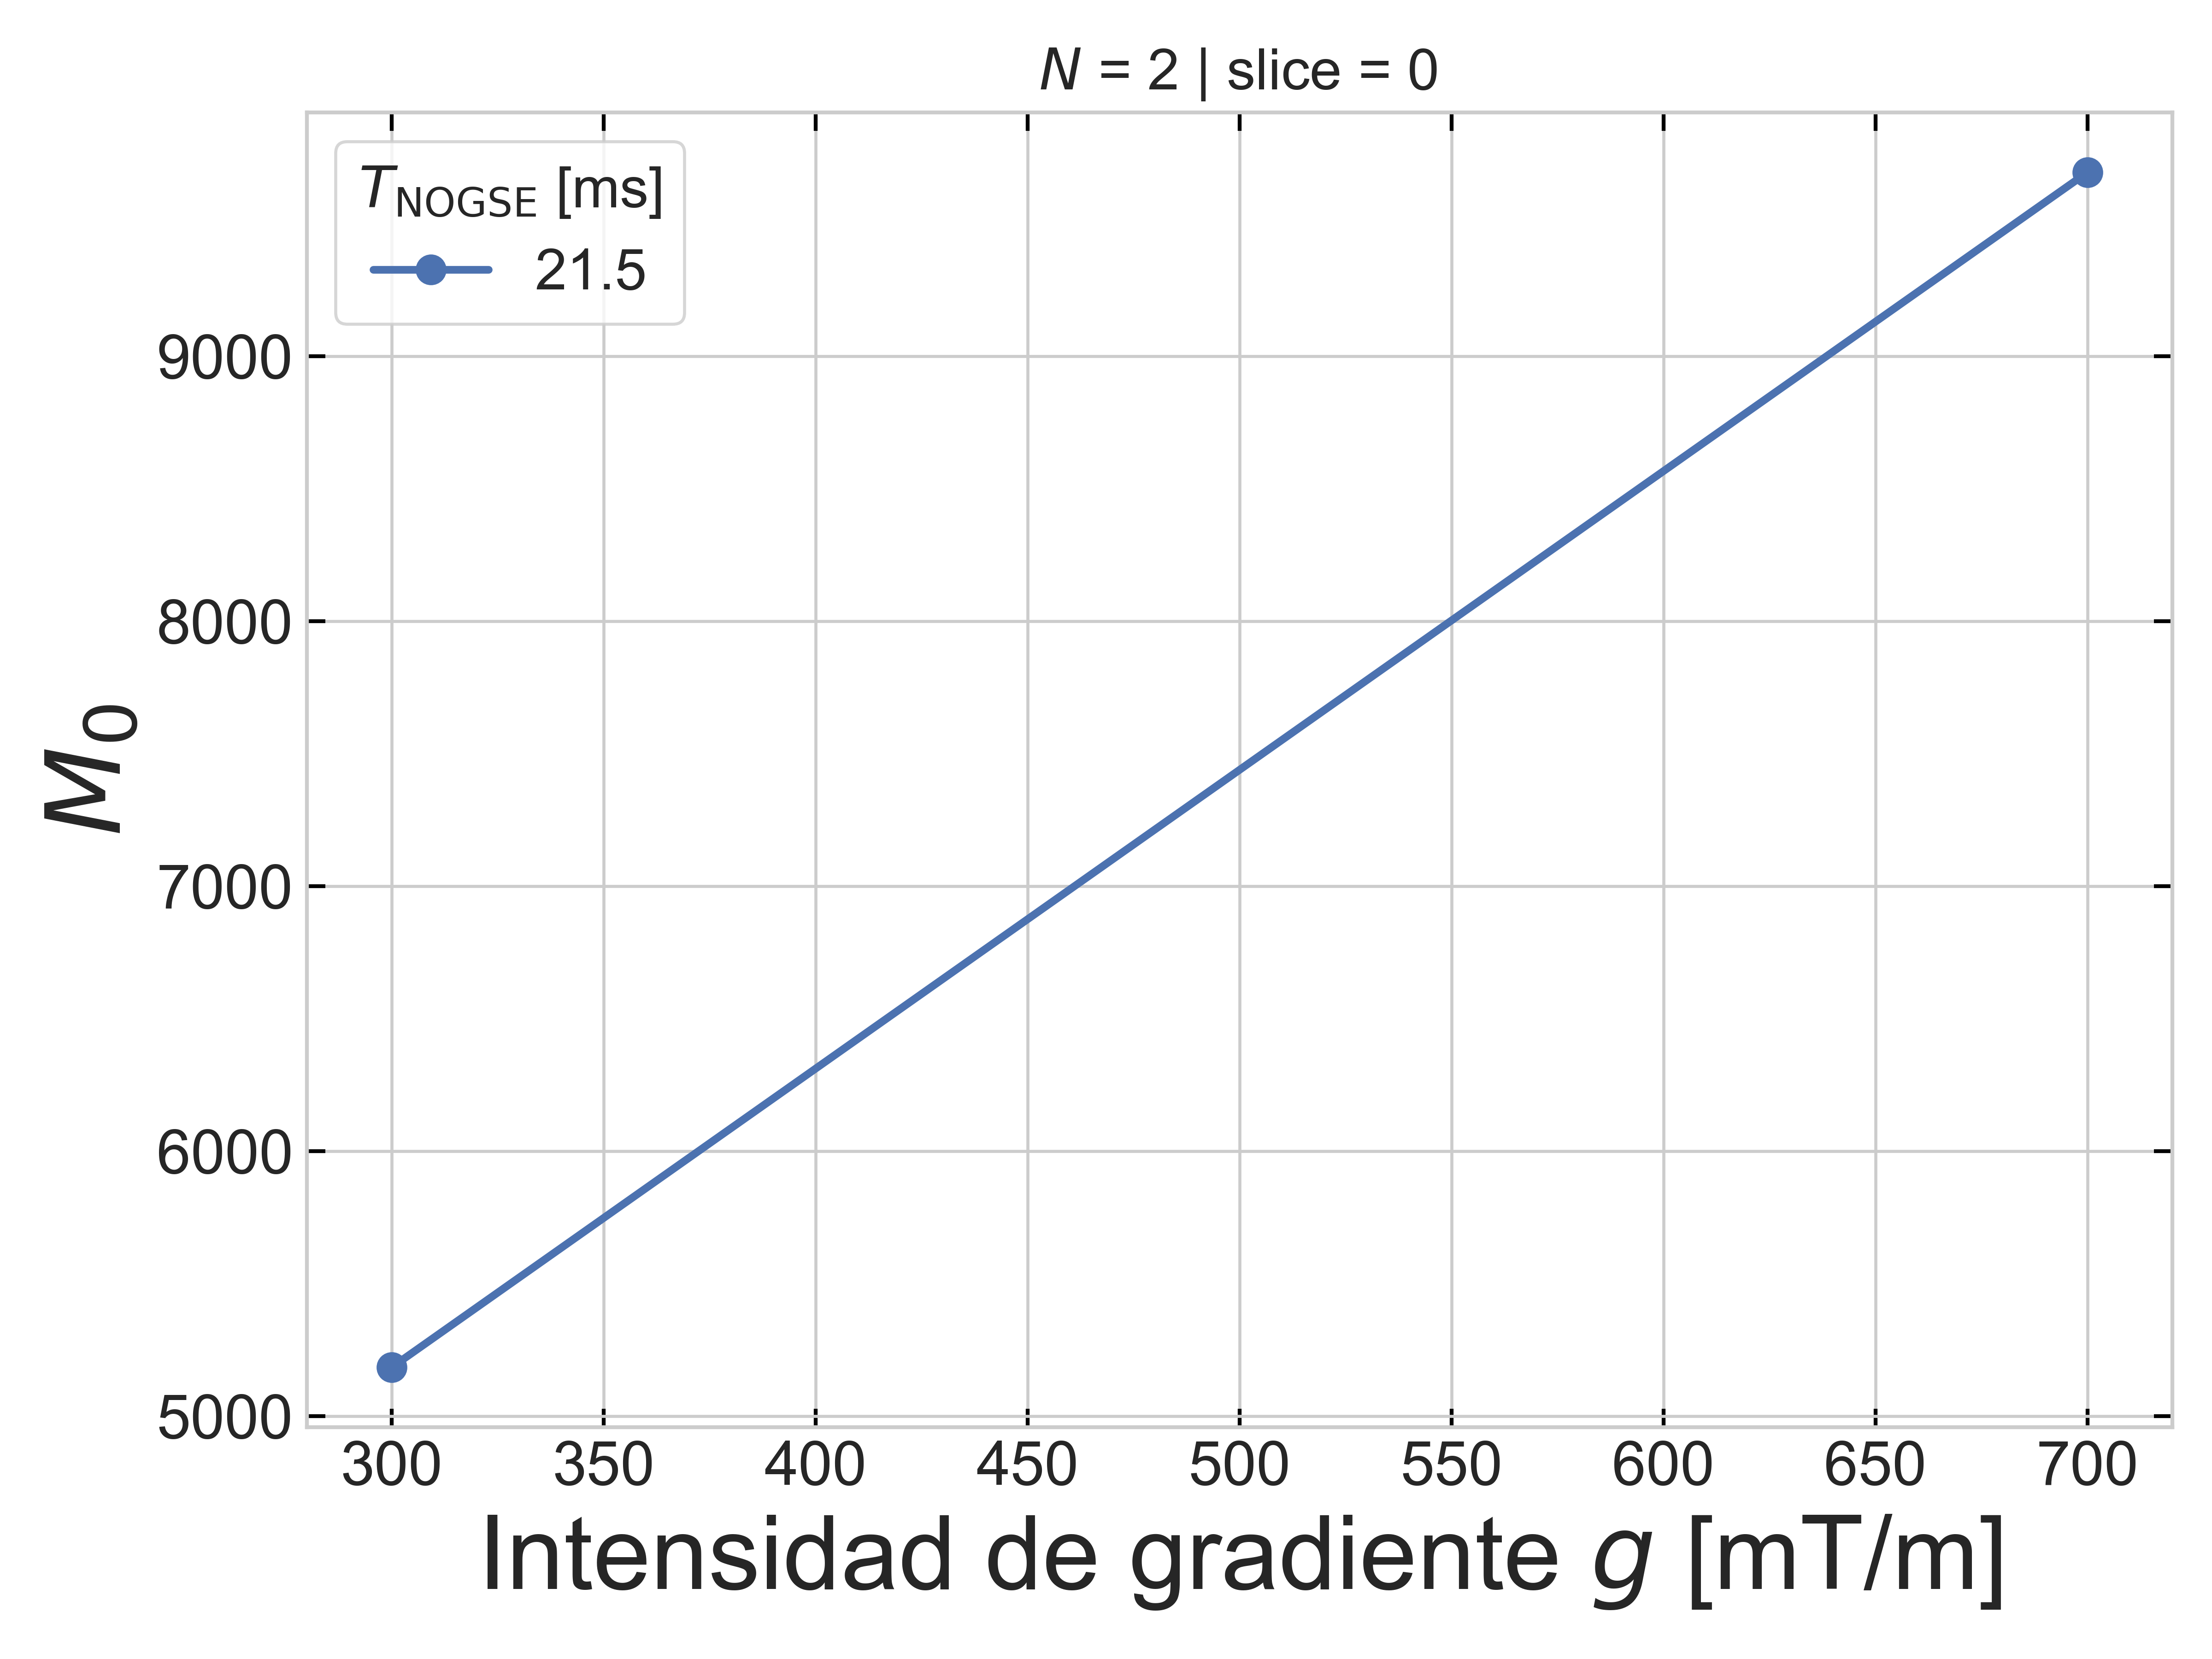 N = 2 | slice = 0
T_NOGSE [ms]
21.5
9000
8000
7000
6000
5000
M_0
300 350 400 450 500 550 600 650 700
Intensidad de gradiente g [mT/m]